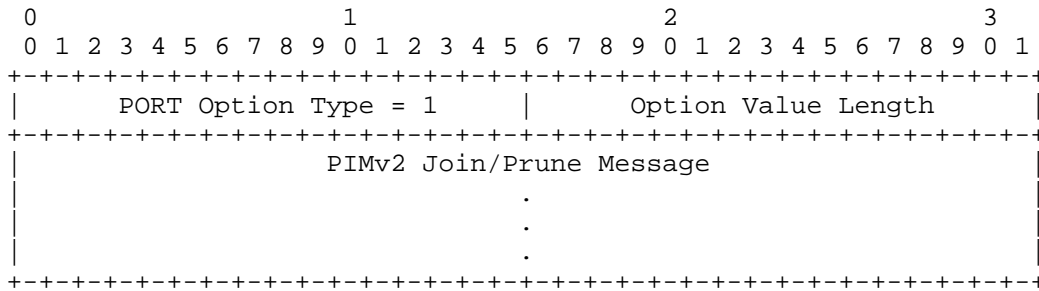 0                   1                   2                   3
 0 1 2 3 4 5 6 7 8 9 0 1 2 3 4 5 6 7 8 9 0 1 2 3 4 5 6 7 8 9 0 1
+-+-+-+-+-+-+-+-+-+-+-+-+-+-+-+-+-+-+-+-+-+-+-+-+-+-+-+-+-+-+-+-+
|      PORT Option Type = 1     |      Option Value Length      |
+-+-+-+-+-+-+-+-+-+-+-+-+-+-+-+-+-+-+-+-+-+-+-+-+-+-+-+-+-+-+-+-+
|                   PIMv2 Join/Prune Message                    |
|                               .                               |
|                               .                               |
|                               .                               |
+-+-+-+-+-+-+-+-+-+-+-+-+-+-+-+-+-+-+-+-+-+-+-+-+-+-+-+-+-+-+-+-+